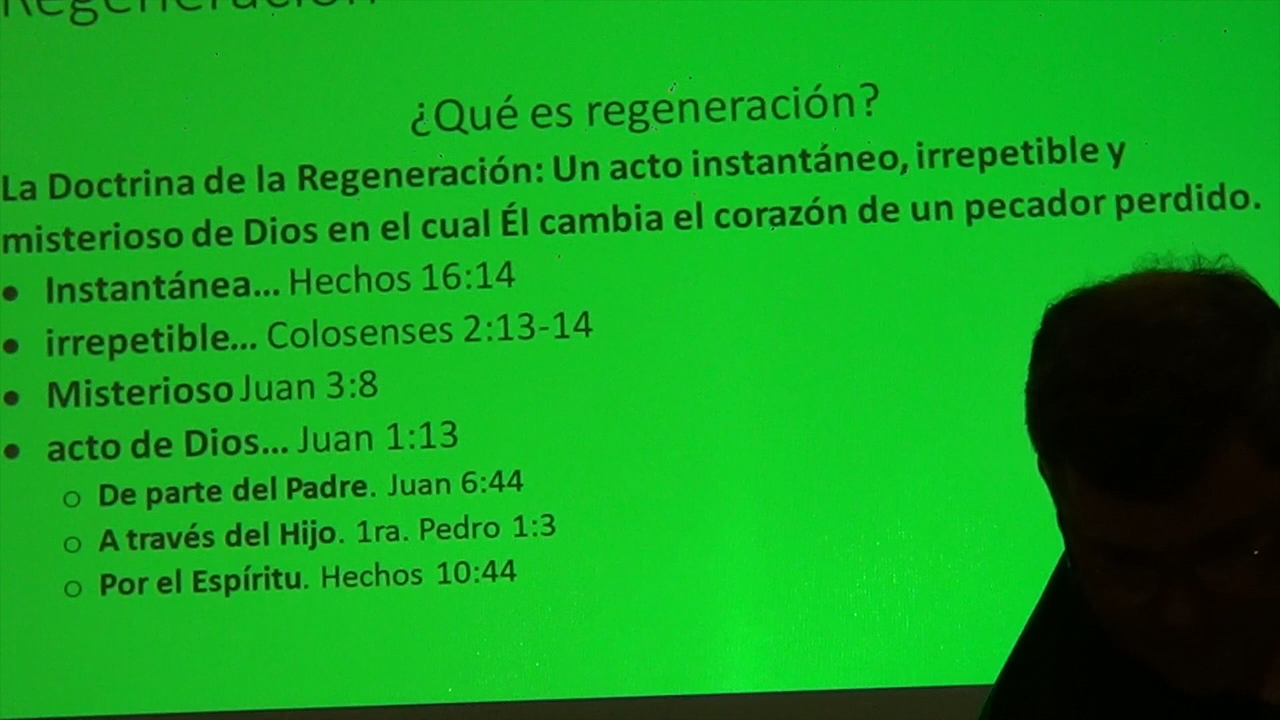 Regeneración
¿Qué es regeneración?
La Doctrina de la Regeneración: Un acto instantáneo, irrepetible y
misterioso de Dios en el cual Él cambia el corazón de un pecador perdido.
• Instantánea... Hechos 16:14
• irrepetible... Colosenses 2:13-14
• Misterioso Juan 3:8
• acto de Dios... Juan 1:13
o De parte del Padre. Juan 6:44
o A través del Hijo. 1ra. Pedro 1:3
o Por el Espíritu. Hechos 10:44